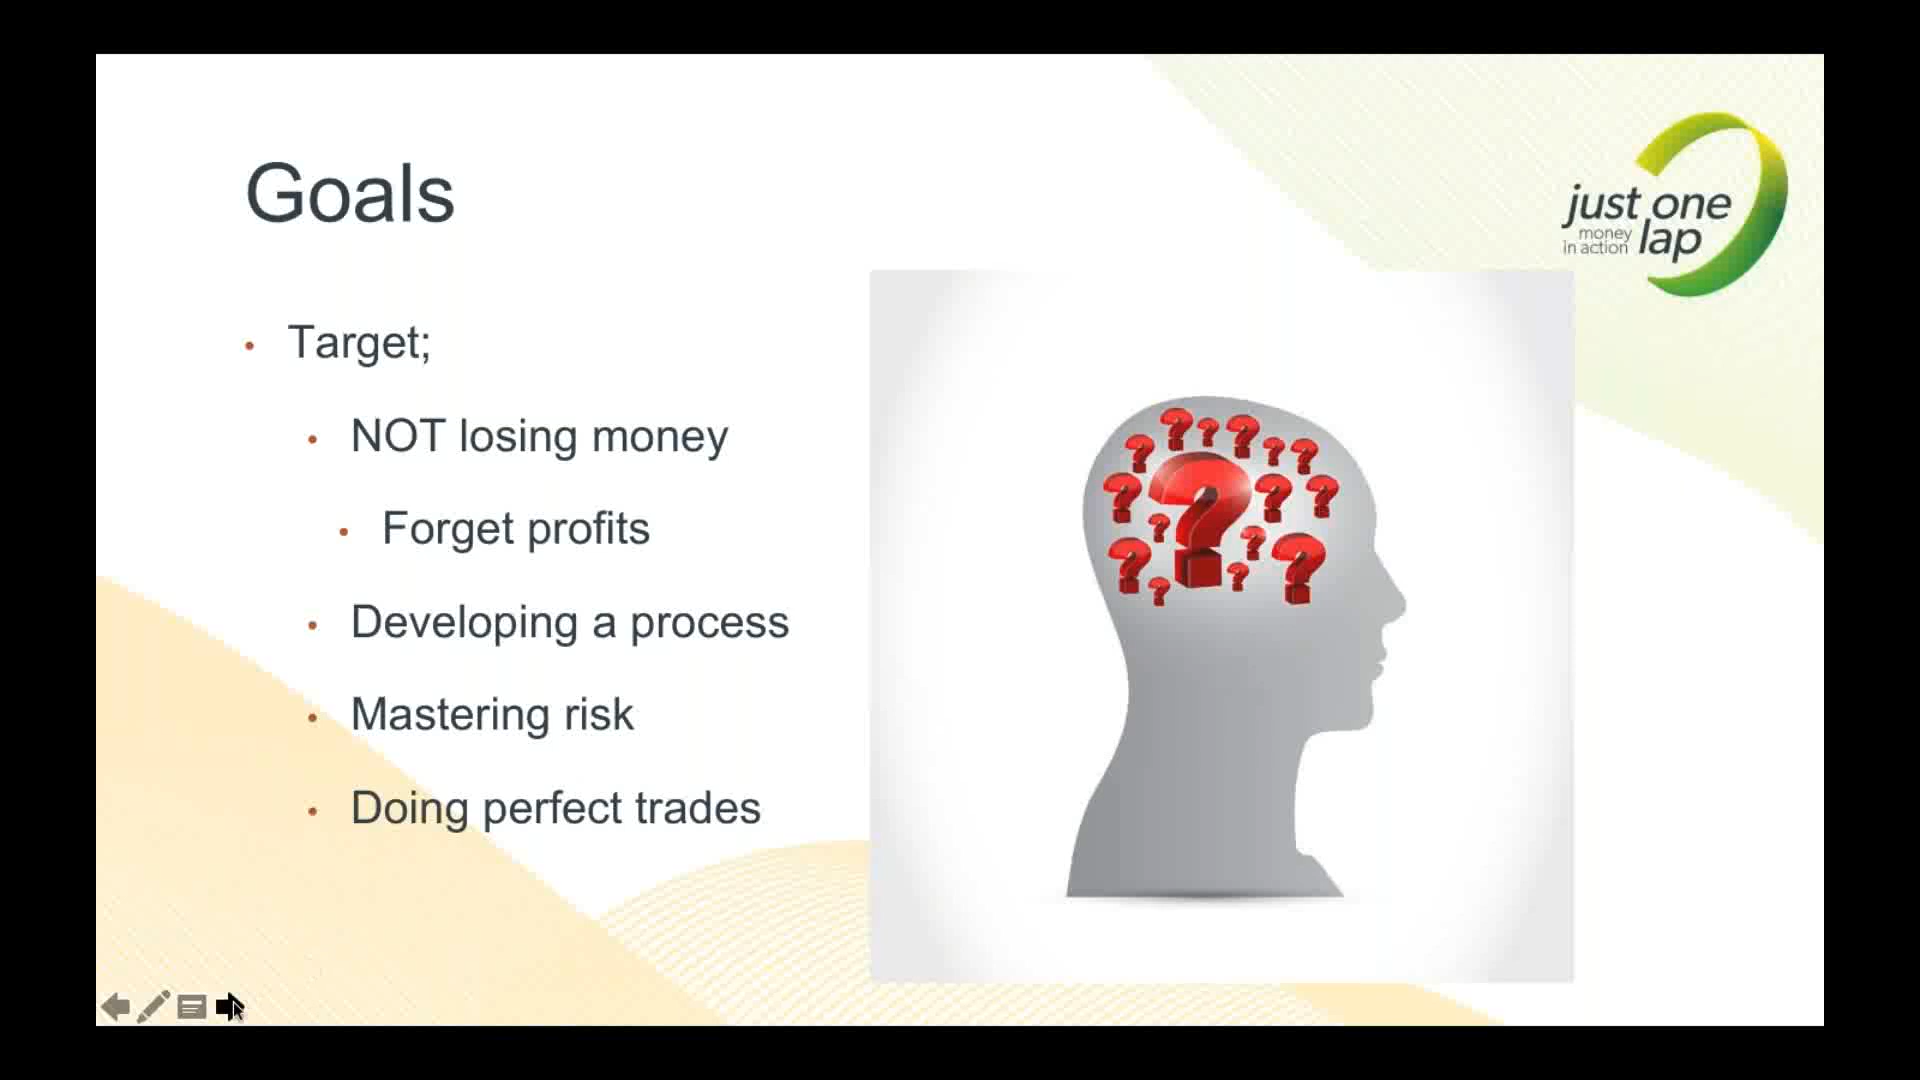 Goals
just one
money
lap
in action
Target;
NOT losing money
Forget profits
Developing a process
Mastering risk
Doing perfect trades